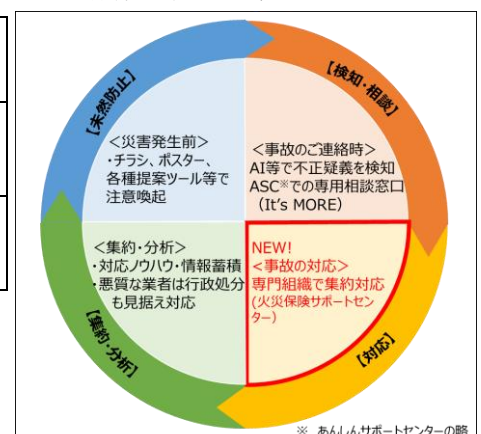 【未然防止】
<災害発生前>
・チラシ、ポスター、
各種提案ツール等で
注意喚起
【検知・相談】
<事故のご連絡時>
AI等で不正疑義を検知
ASC※での専用相談窓口
(It's MORE)
<集約・分析>
・対応ノウハウ・情報蓄積
・悪質な業者は行政処分
も見据え対応
【集約・分析】
NEW!
<事故の対応>
専門組織で集約対応
(火災保険サポートセン
ター)
【対応】
※ あんしんサポートセンターの略